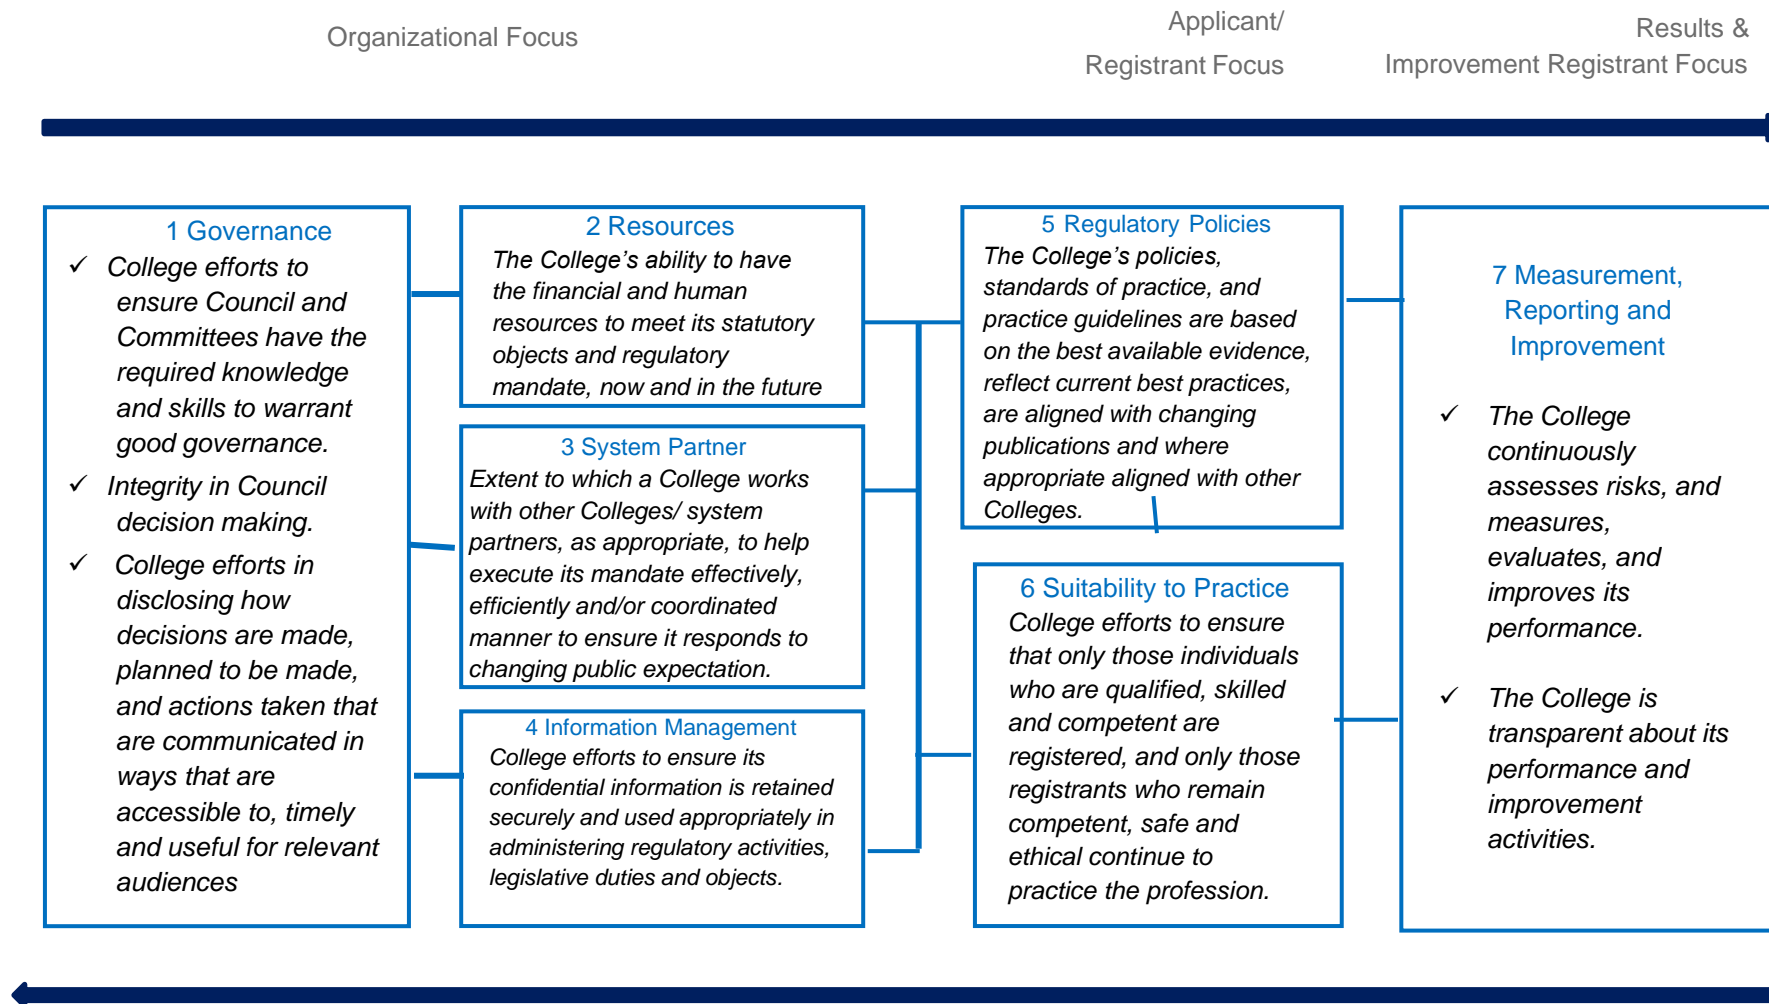 Organizational Focus
Applicant/
Registrant Focus
Results &
Improvement Registrant Focus
1 Governance
✓ College efforts to
ensure Council and
Committees have the
required knowledge
and skills to warrant
good governance.
✓ Integrity in Council
decision making.
✓ College efforts in
disclosing how
decisions are made,
planned to be made,
and actions taken that
are communicated in
ways that are
accessible to, timely
and useful for relevant
audiences
2 Resources
The College’s ability to have
the financial and human
resources to meet its statutory
objects and regulatory
mandate, now and in the future
3 System Partner
Extent to which a College works
with other Colleges/ system
partners, as appropriate, to help
execute its mandate effectively,
efficiently and/or coordinated
manner to ensure it responds to
changing public expectation.
4 Information Management
College efforts to ensure its
confidential information is retained
securely and used appropriately in
administering regulatory activities,
legislative duties and objects.
5 Regulatory Policies
The College’s policies,
standards of practice, and
practice guidelines are based
on the best available evidence,
reflect current best practices,
are aligned with changing
publications and where
appropriate aligned with other
Colleges.
6 Suitability to Practice
College efforts to ensure
that only those individuals
who are qualified, skilled
and competent are
registered, and only those
registrants who remain
competent, safe and
ethical continue to
practice the profession.
7 Measurement,
Reporting and
Improvement
✓ The College
continuously
assesses risks, and
measures,
evaluates, and
improves its
performance.
✓ The College is
transparent about its
performance and
improvement
activities.